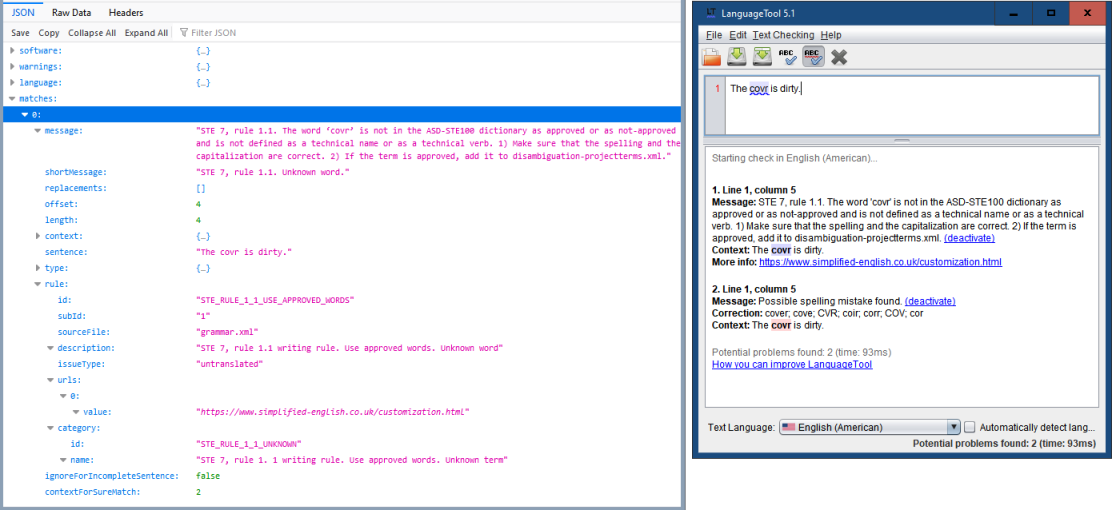 JSON Raw Data Headers
Save Copy Collapse All Expand All Filter JSON
software: {…}
warnings: {…}
language: {…}
matches:
0:
message: "STE 7, rule 1.1. The word ‘covr’ is not in the ASD-STE100 dictionary as approved or as not-approved
and is not defined as a technical name or as a technical verb. 1) Make sure that the spelling and the
capitalization are correct. 2) If the term is approved, add it to disambiguation-projectterms.xml."
shortMessage: "STE 7, rule 1.1. Unknown word."
replacements: []
offset: 4
length: 4
context: {…}
sentence: "The covr is dirty."
type: {…}
rule:
id: "STE_RULE_1_1_USE_APPROVED_WORDS"
subId: "1"
sourceFile: "grammar.xml"
description: "STE 7, rule 1.1 writing rule. Use approved words. Unknown word"
issueType: "untranslated"
urls:
0:
value: "https://www.simplified-english.co.uk/customization.html"
category:
id: "STE_RULE_1_1_UNKNOWN"
name: "STE 7, rule 1. 1 writing rule. Use approved words. Unknown term"
ignoreForIncompleteSentence: false
contextForSureMatch: 2
LT LanguageTool 5.1
File Edit Text Checking Help
ABC ABC
1 The covr is dirty.
Starting check in English (American)...
1. Line 1, column 5
Message: STE 7, rule 1.1. The word 'covr' is not in the ASD-STE100 dictionary as
approved or as not-approved and is not defined as a technical name or as a technical
verb. 1) Make sure that the spelling and the capitalization are correct. 2) If the term is
approved, add it to disambiguation-projectterms.xml. (deactivate)
Context: The covr is dirty.
More info: https://www.simplified-english.co.uk/customization.html
2. Line 1, column 5
Message: Possible spelling mistake found. (deactivate)
Correction: cover; cove; CVR; coir; corr; COV; cor
Context: The covr is dirty.
Potential problems found: 2 (time: 93ms)
How you can improve LanguageTool
Text Language: English (American) Automatically detect lang...
Potential problems found: 2 (time: 93ms)